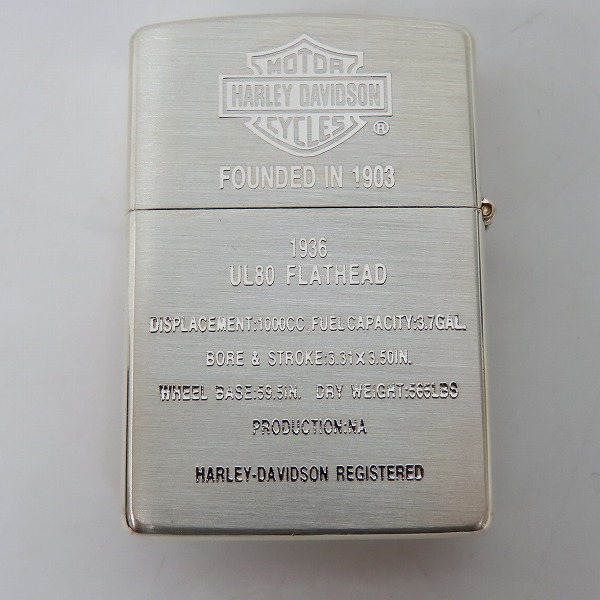 MOTOR
HARLEY DAVIDSON
CYCLES
®
FOUNDED IN 1903
1936
UL80 FLATHEAD
DISPLACEMENT:1000CC FUEL CAPACITY:3.7GAL.
BORE & STROKE:3.31×3.50IN.
WHEEL BASE:59.5IN. DRY WEIGHT:565LBS
PRODUCTION:NA
HARLEY-DAVIDSON REGISTERED